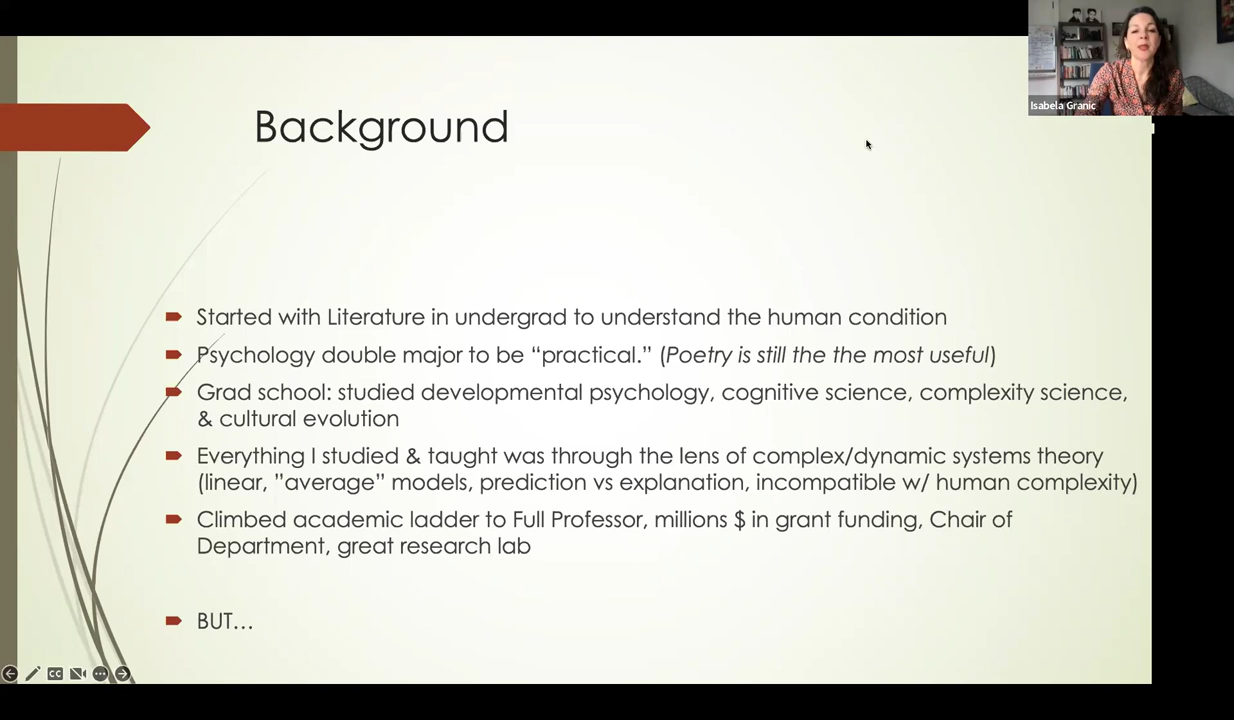 Isabela Granic
Background
Started with Literature in undergrad to understand the human condition
Psychology double major to be “practical.” (Poetry is still the the most useful)
Grad school: studied developmental psychology, cognitive science, complexity science,
& cultural evolution
Everything I studied & taught was through the lens of complex/dynamic systems theory
(linear, ”average” models, prediction vs explanation, incompatible w/ human complexity)
Climbed academic ladder to Full Professor, millions $ in grant funding, Chair of
Department, great research lab
BUT…
CC